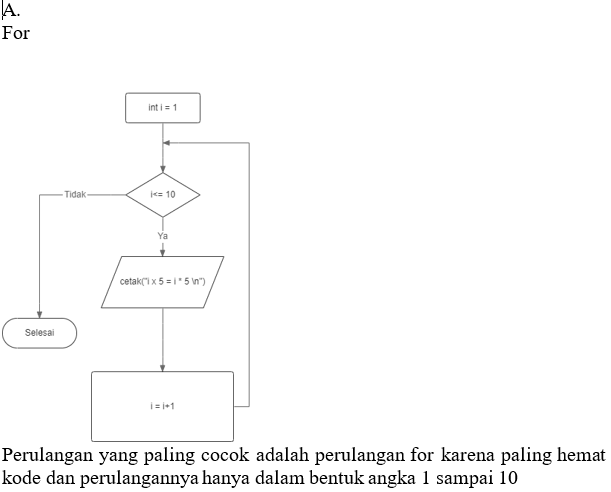 A.
For
int i = 1
i<= 10
Tidak
Ya
cetak("i x 5 = i * 5 \n")
Selesai
i = i+1
Perulangan yang paling cocok adalah perulangan for karena paling hemat
kode dan perulangannya hanya dalam bentuk angka 1 sampai 10